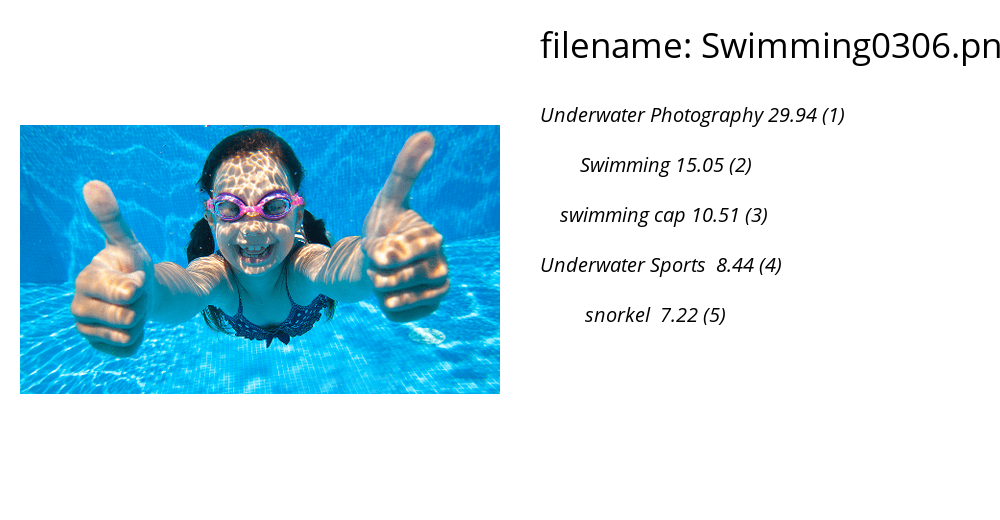 filename: Swimming0306.pn
Underwater Photography 29.94 (1)
Swimming 15.05 (2)
swimming cap 10.51 (3)
Underwater Sports 8.44 (4)
snorkel 7.22 (5)